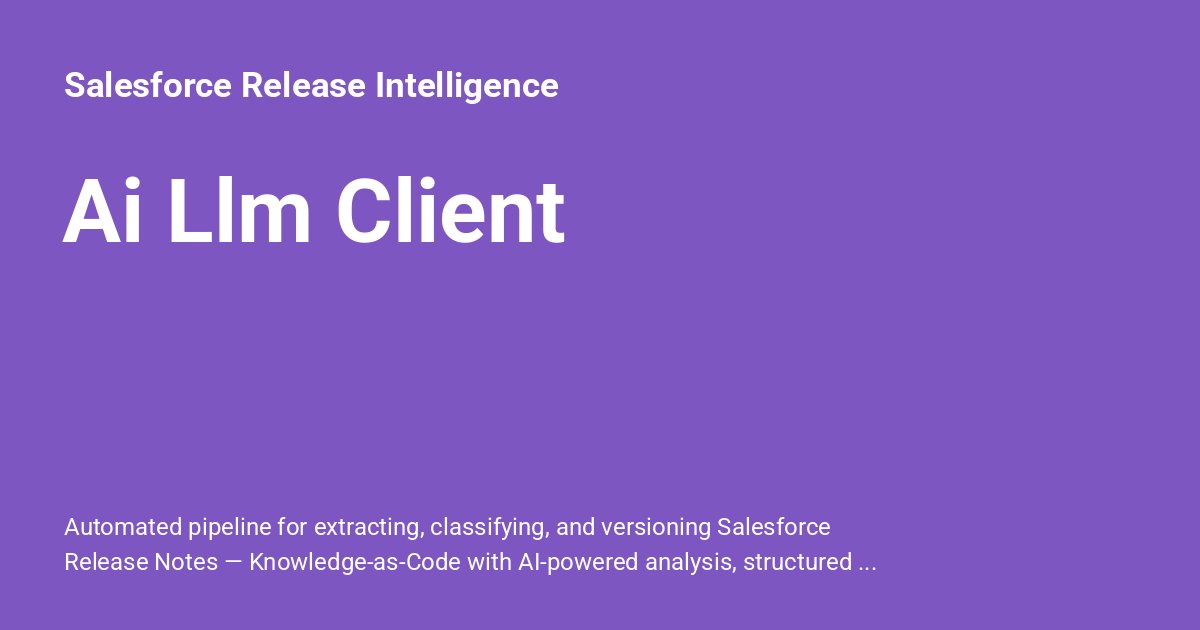 Salesforce Release Intelligence
Ai Llm Client
Automated pipeline for extracting, classifying, and versioning Salesforce
Release Notes — Knowledge-as-Code with AI-powered analysis, structured ...